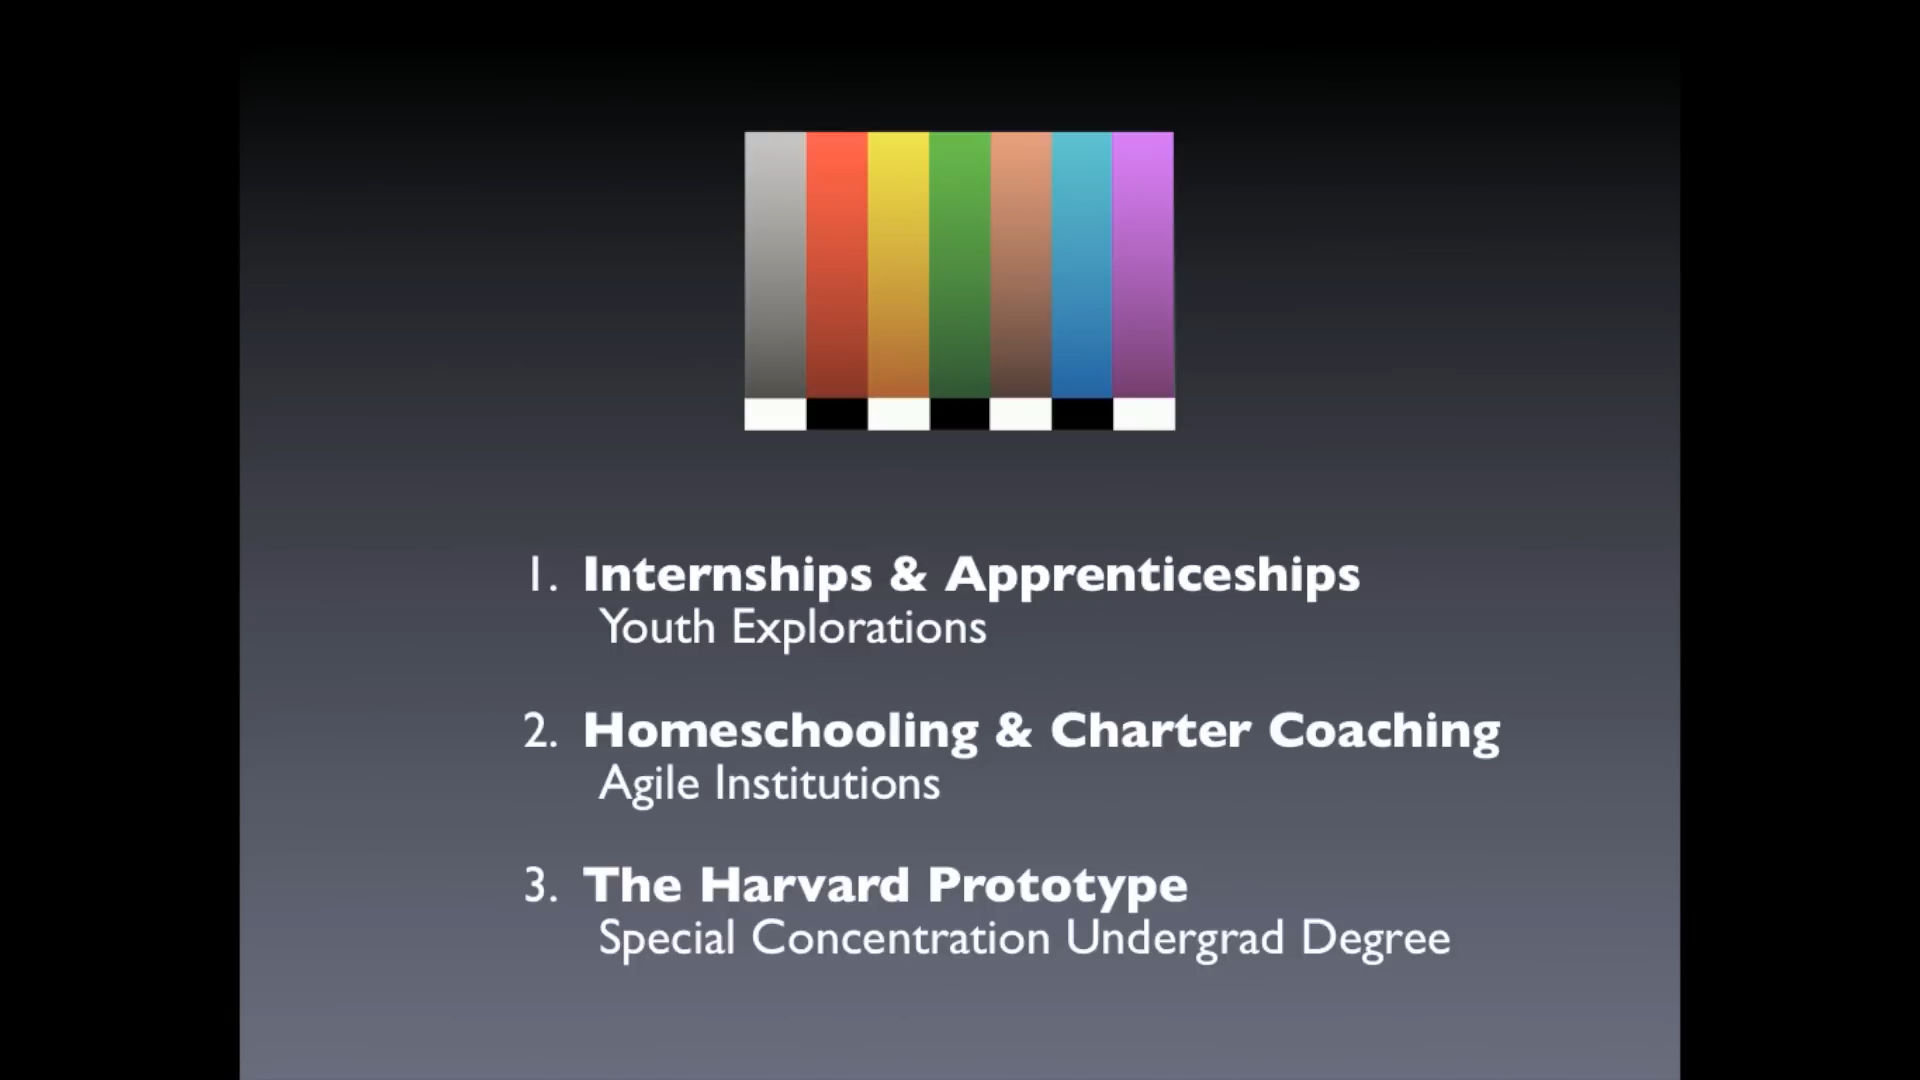 1. Internships & Apprenticeships
Youth Explorations
2. Homeschooling & Charter Coaching
Agile Institutions
3. The Harvard Prototype
Special Concentration Undergrad Degree